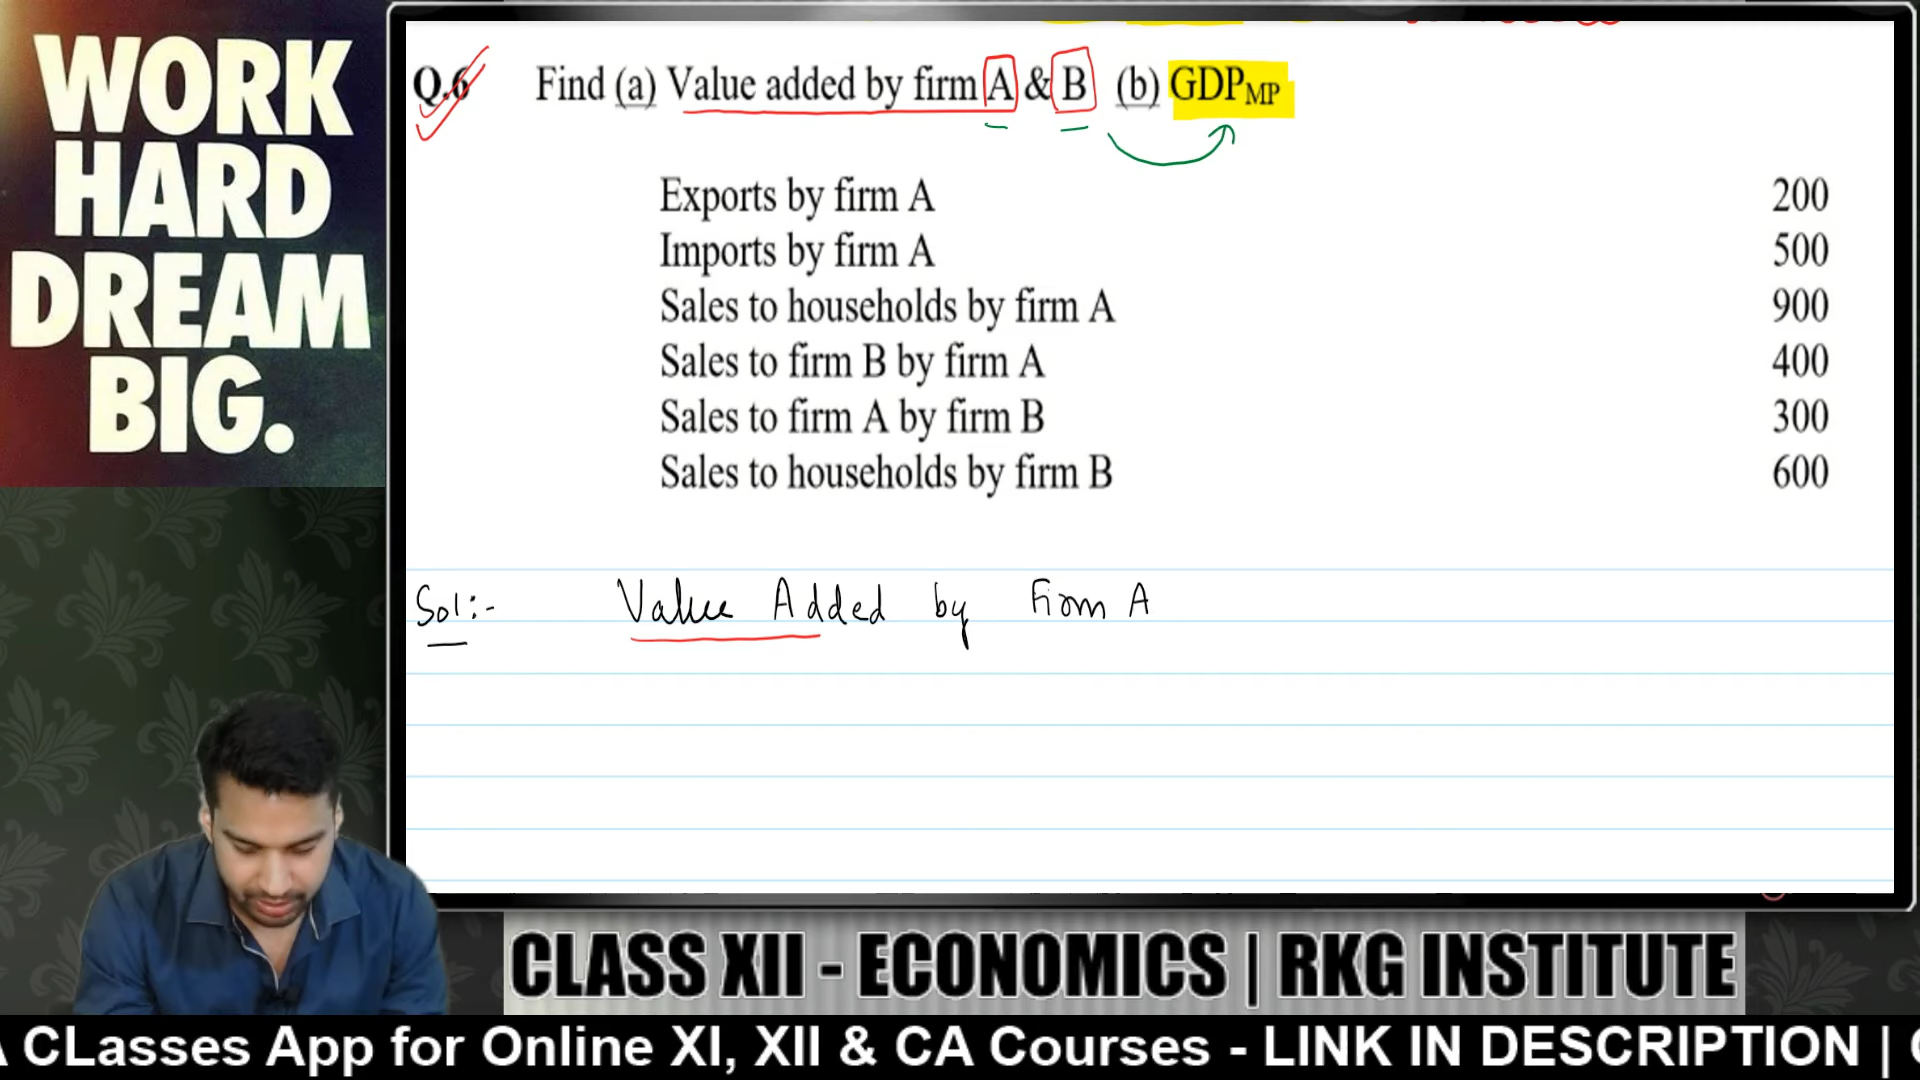 WORK
HARD
DREAM
BIG.
Q.6 Find (a) Value added by firm A & B (b) GDPMP
Exports by firm A 200
Imports by firm A 500
Sales to households by firm A 900
Sales to firm B by firm A 400
Sales to firm A by firm B 300
Sales to households by firm B 600
Sol:- Value Added by Firm A
CLASS XII - ECONOMICS | RKG INSTITUTE
CLasses App for Online XI, XII & CA Courses - LINK IN DESCRIPTION |